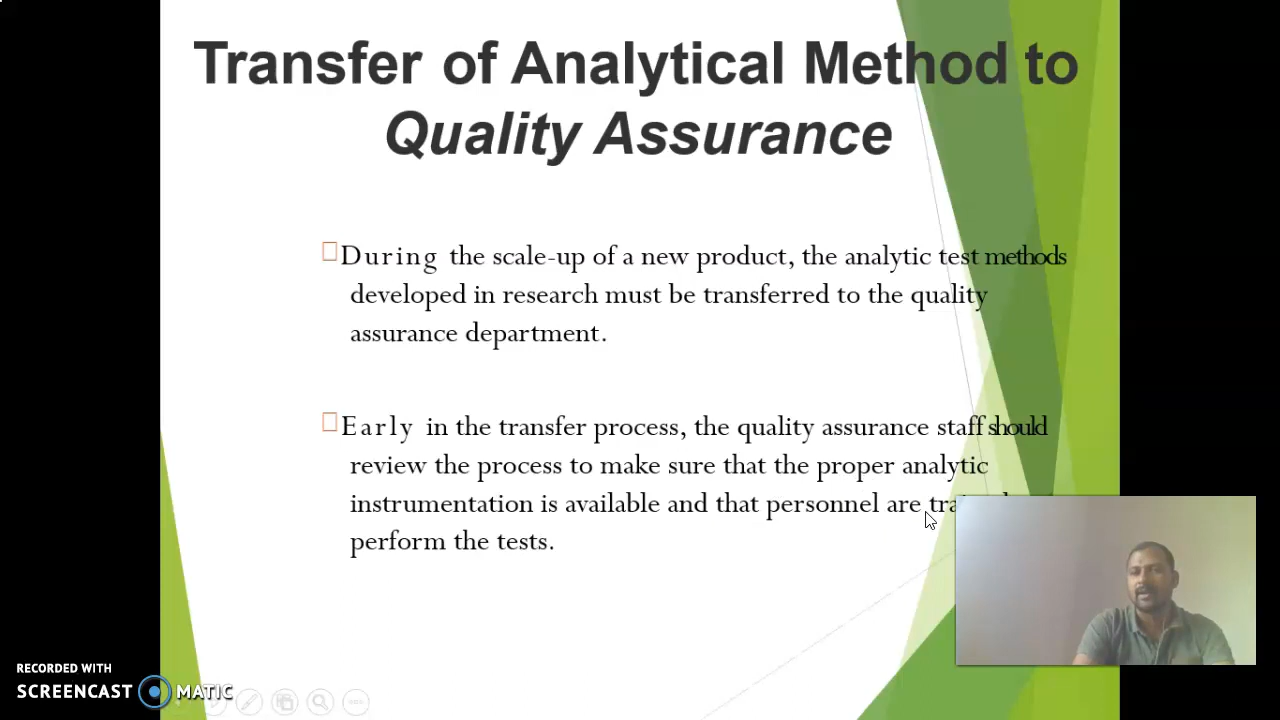 Transfer of Analytical Method to
Quality Assurance
During the scale-up of a new product, the analytic test methods
developed in research must be transferred to the quality
assurance department.
Early in the transfer process, the quality assurance staff should
review the process to make sure that the proper analytic
instrumentation is available and that personnel are
perform the tests.
RECORDED WITH
SCREENCAST MATIC